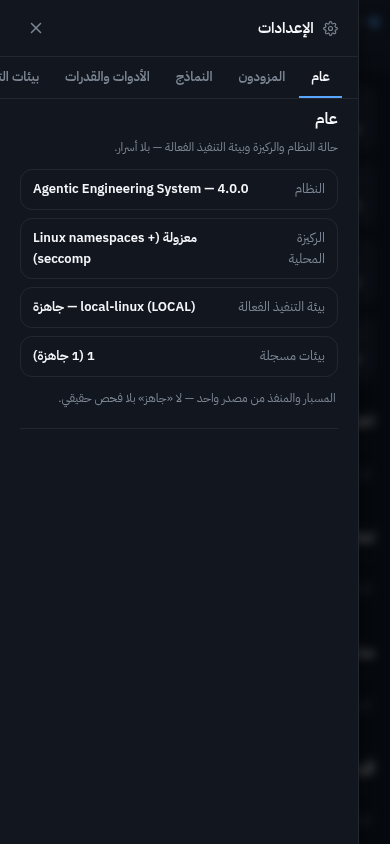 الإعدادات
عام
المزودون
النماذج
الأدوات والقدرات
بيئات
عام
حالة النظام والركيزة وبيئة التنفيذ الفعالة — بلا أسرار.
النظام
Agentic Engineering System — 4.0.0
الركيزة المحلية
معزولة (Linux namespaces + seccomp)
بيئة التنفيذ الفعالة
local-linux (LOCAL) — جاهزة
بيئات مسجلة
1 (1 جاهزة)
المسبار والمنفذ من مصدر واحد — لا «جاهز» بلا فحص حقيقي.